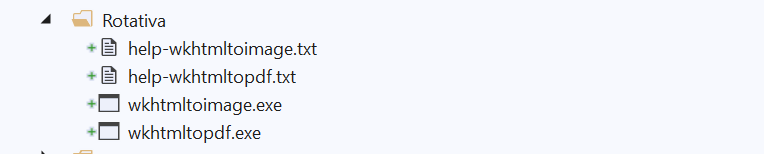 Rotativa
help-wkhtmltoimage.txt
help-wkhtmltopdf.txt
wkhtmltoimage.exe
wkhtmltopdf.exe